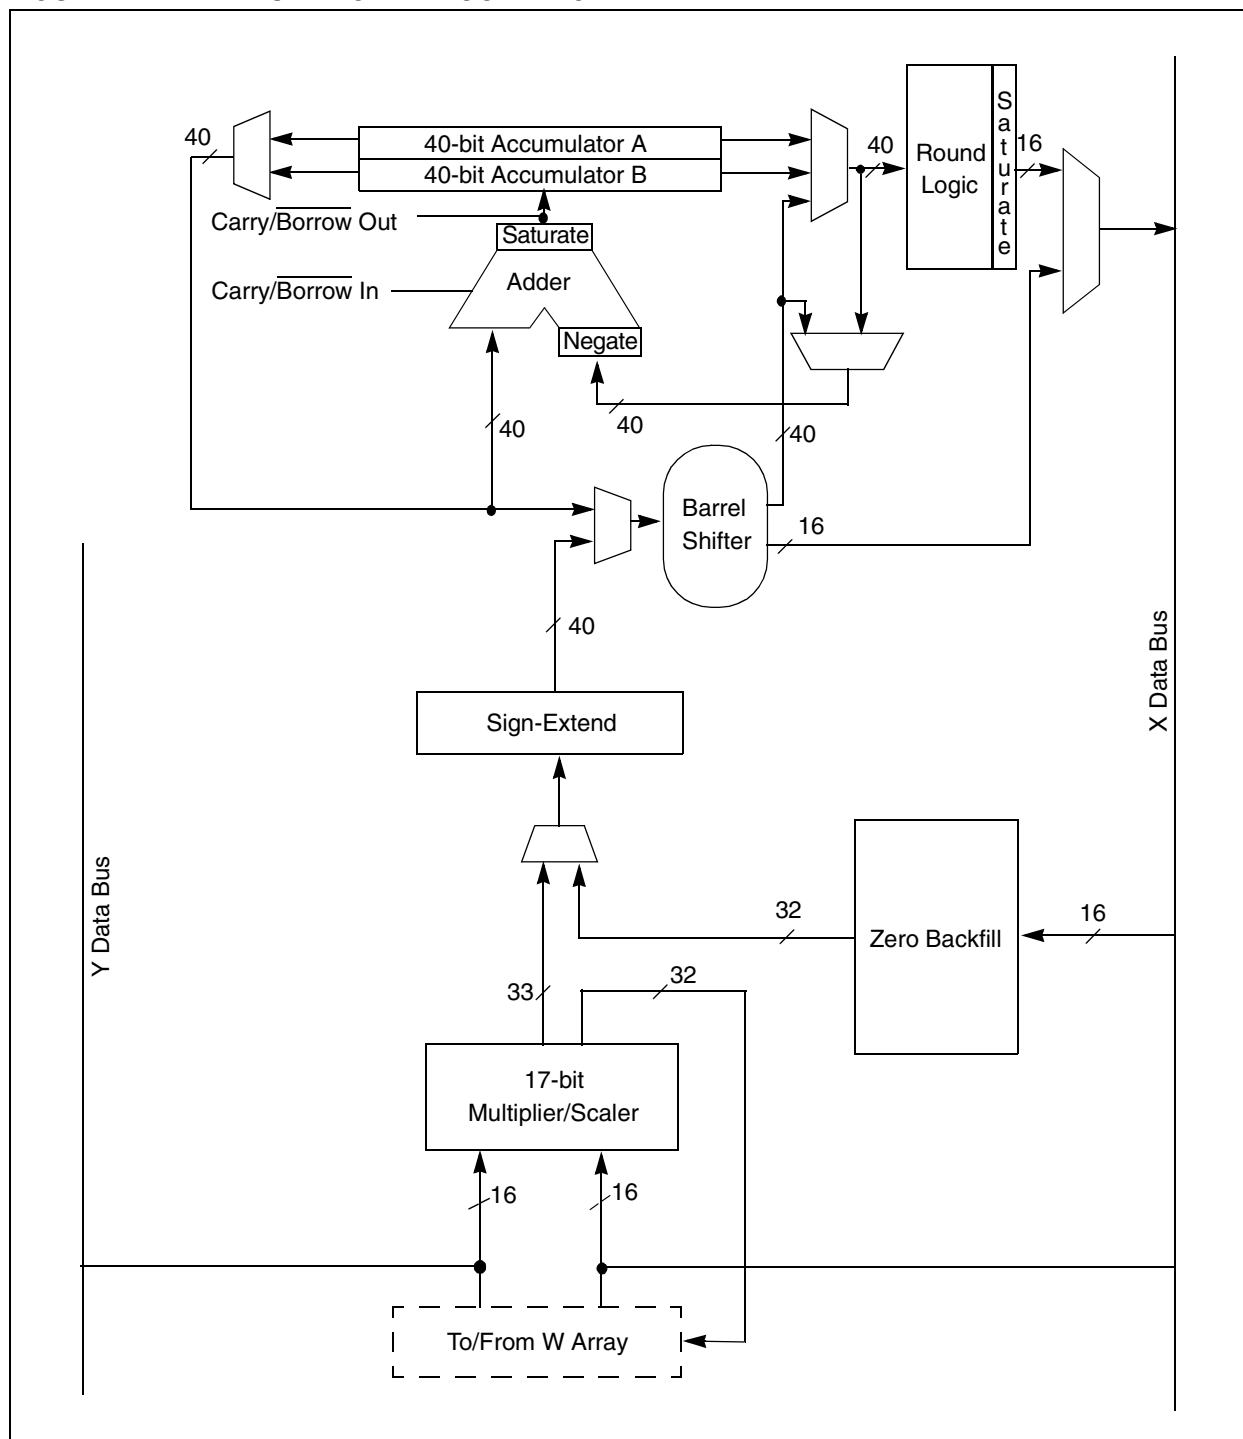 40
40-bit Accumulator A
40-bit Accumulator B
Carry/Borrow Out
Saturate
Carry/Borrow In
Adder
Negate
40
Round
Logic
Saturate
16
40
40
40
Barrel
Shifter
16
40
Sign-Extend
X Data Bus
Y Data Bus
32
Zero Backfill
16
33
32
17-bit
Multiplier/Scaler
16
16
To/From W Array